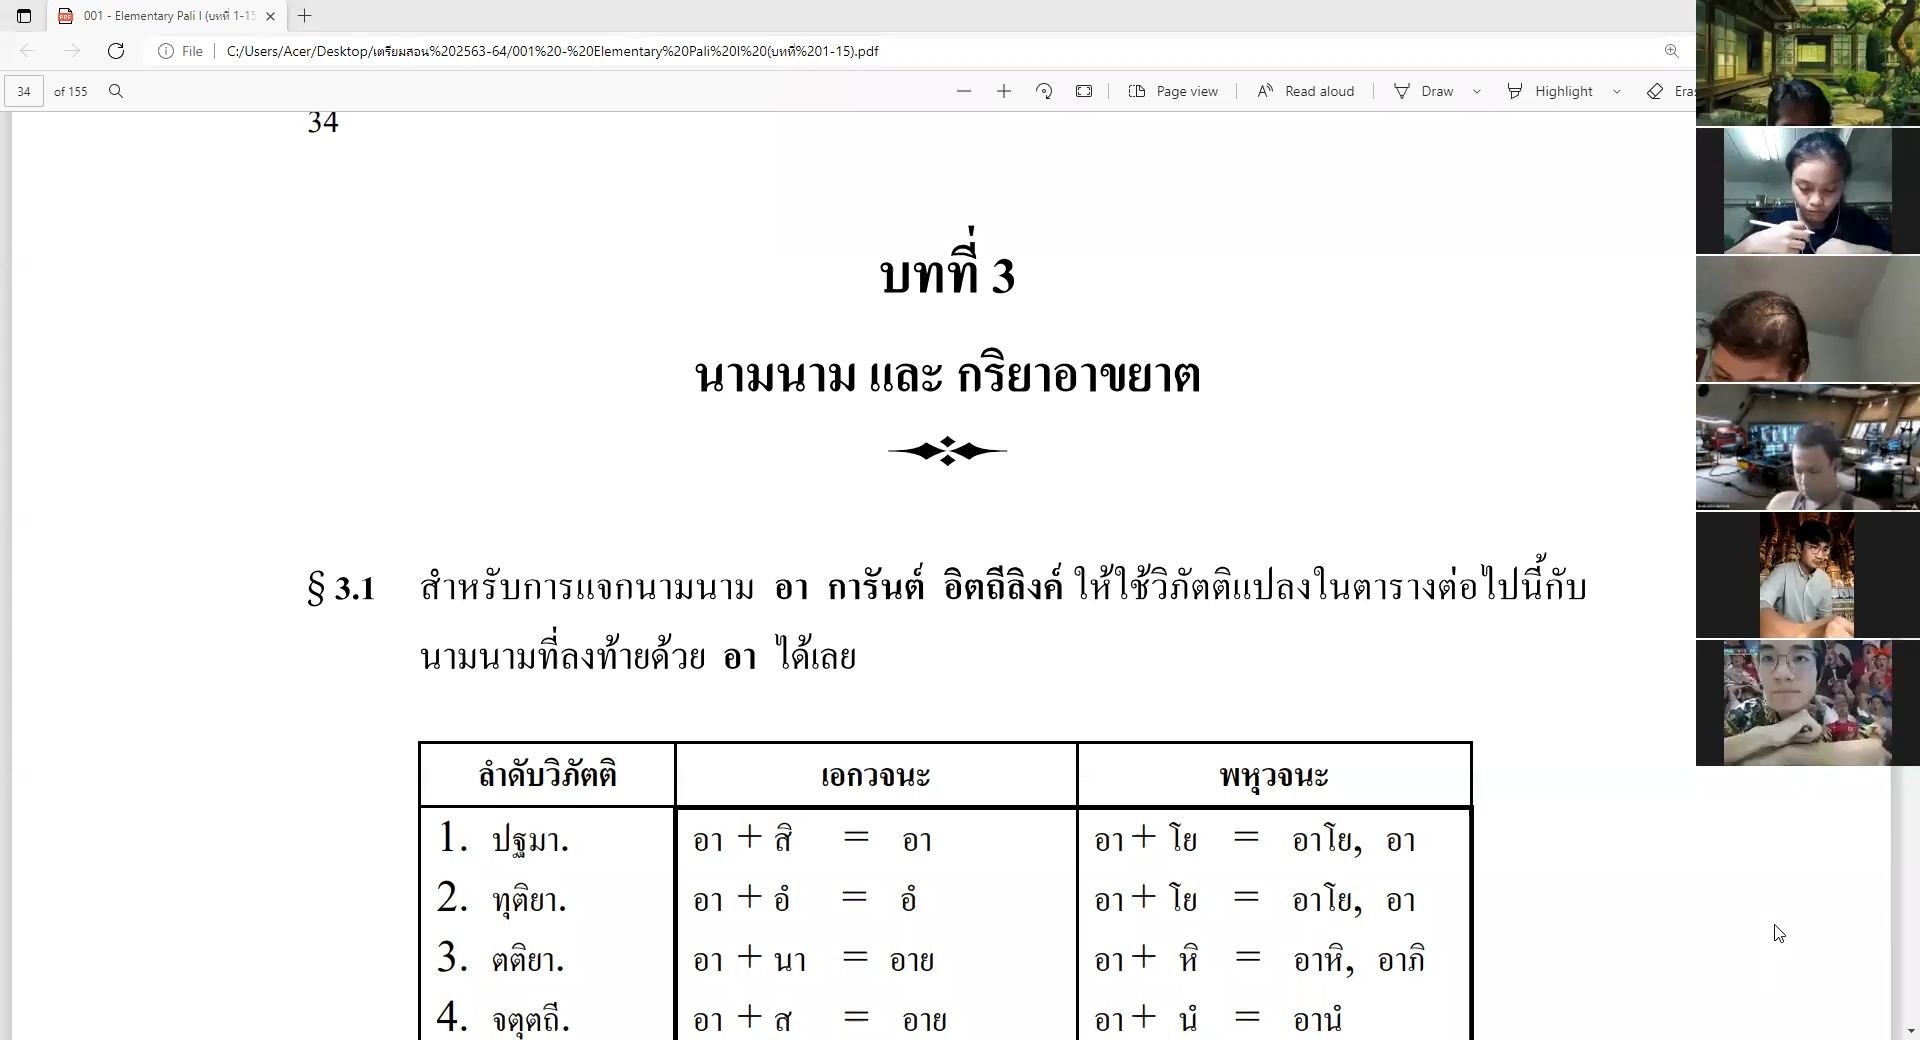 001 - Elementary Pali I (บทที่ 1-15
File
C:/Users/Acer/Desktop/เตรียมสอน%202563-64/001%20-%20Elementary%20Pali%20I%20(บทที่%201-15).pdf
34 of 155
Page view
Read aloud
Draw
Highlight
Eras
34
บทที่ 3
นามนาม และ กริยาอาขยาต
§ 3.1 สำหรับการแจกนามนาม อา การันต์ อิตถีลิงค์ ให้ใช้วิภัตติแปลงในตารางต่อไปนี้กับ
นามนามที่ลงท้ายด้วย อา ได้เลย
ลำดับวิภัตติ เอกวจนะ พหุวจนะ
1. ปฐมา. อา + สิ = อา อา + โย = อาโย, อา
2. ทุติยา. อา + อํ = อํ อา + โย = อาโย, อา
3. ตติยา. อา + นา = อาย อา + หิ = อาหิ, อาภิ
4. จตุตถี. อา + ส = อาย อา + นํ = อานํ